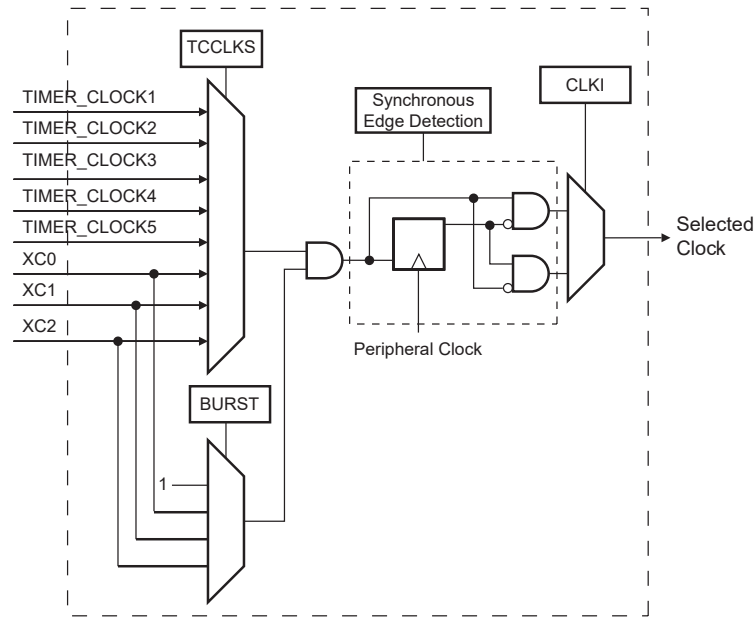 TCCLKS
TIMER_CLOCK1
TIMER_CLOCK2
TIMER_CLOCK3
TIMER_CLOCK4
TIMER_CLOCK5
XC0
XC1
XC2
Synchronous
Edge Detection
CLKI
Selected
Clock
Peripheral Clock
BURST
1